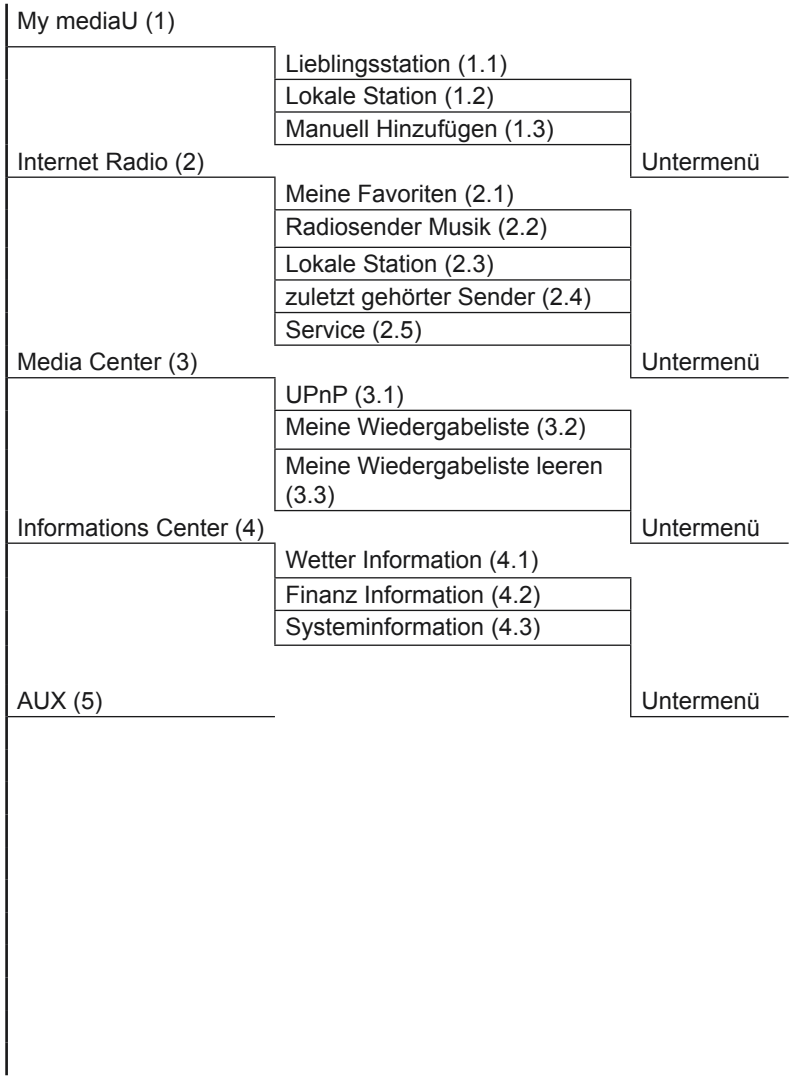 My mediaU (1)
Lieblingsstation (1.1)
Lokale Station (1.2)
Manuell Hinzufügen (1.3)
Internet Radio (2)
Untermenü
Meine Favoriten (2.1)
Radiosender Musik (2.2)
Lokale Station (2.3)
zuletzt gehörter Sender (2.4)
Service (2.5)
Media Center (3)
Untermenü
UPnP (3.1)
Meine Wiedergabeliste (3.2)
Meine Wiedergabeliste leeren
(3.3)
Informations Center (4)
Untermenü
Wetter Information (4.1)
Finanz Information (4.2)
Systeminformation (4.3)
AUX (5)
Untermenü